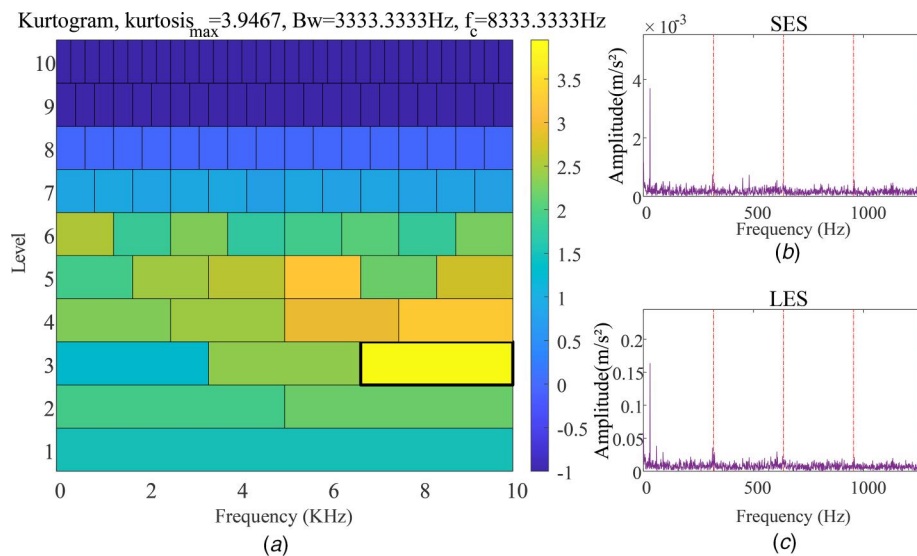 Kurtogram, kurtosis_max=3.9467, Bw=3333.3333Hz, f_c=8333.3333Hz
10
9
8
7
6
5
4
3
2
1
Level
0 2 4 6 8 10
Frequency (KHz)
(a)
3.5
3
2.5
2
1.5
1
0.5
0
-0.5
-1
SES
× 10⁻³
4
2
0
Amplitude(m/s²)
0 500 1000
Frequency (Hz)
(b)
LES
0.2
0.15
0.1
0.05
0
Amplitude(m/s²)
0 500 1000
Frequency (Hz)
(c)